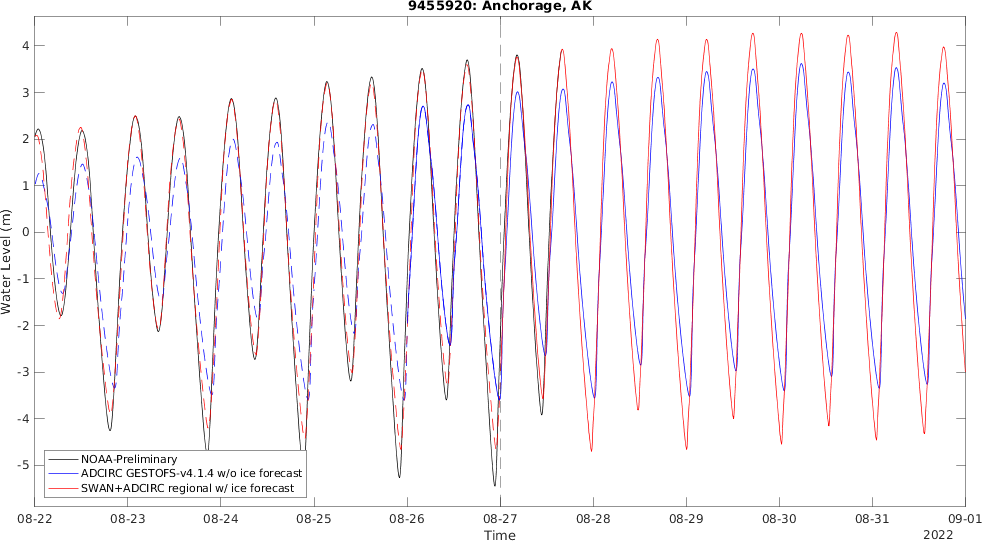 9455920: Anchorage, AK
4
3
2
1
0
-1
-2
-3
-4
-5
Water Level (m)
NOAA-Preliminary
ADCIRC GESTOFS-v4.1.4 w/o ice forecast
SWAN+ADCIRC regional w/ ice forecast
08-22 08-23 08-24 08-25 08-26 08-27 08-28 08-29 08-30 08-31 09-01
Time
2022